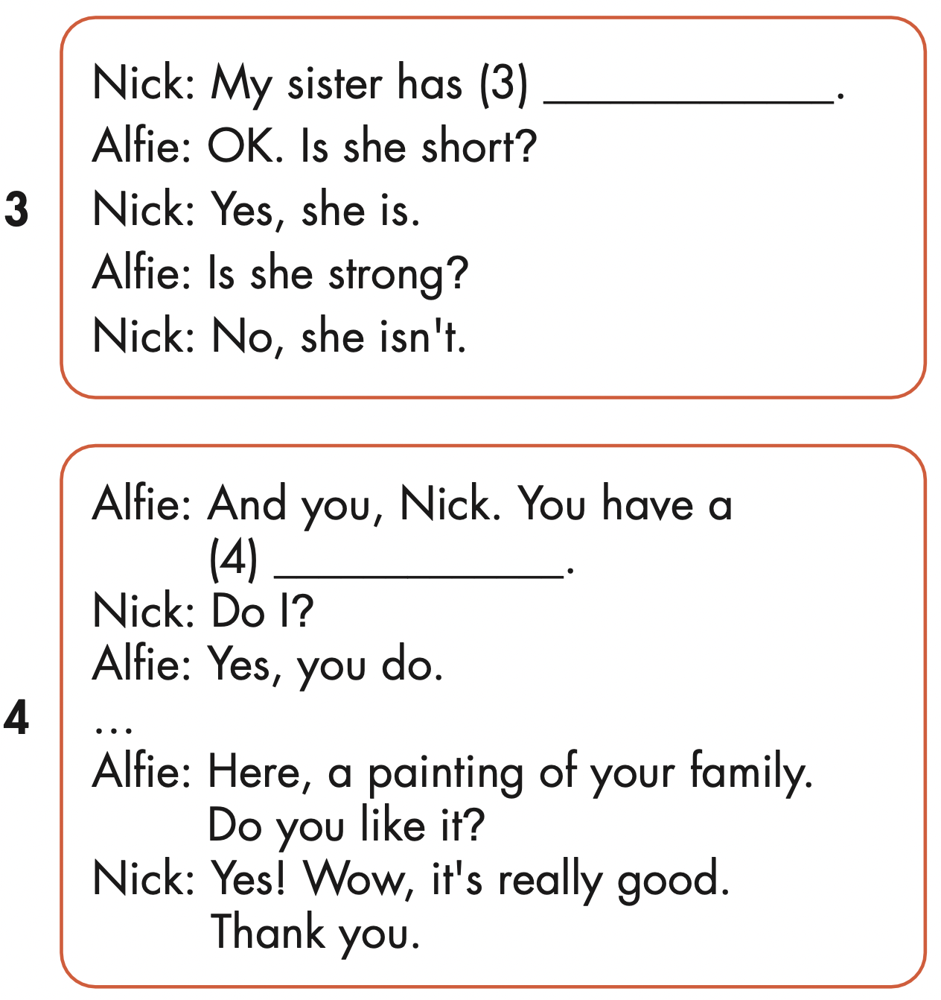 Nick: My sister has (3) ____________.
Alfie: OK. Is she short?
3
Nick: Yes, she is.
Alfie: Is she strong?
Nick: No, she isn't.
Alfie: And you, Nick. You have a
(4) ____________.
Nick: Do I?
Alfie: Yes, you do.
4
...
Alfie: Here, a painting of your family.
Do you like it?
Nick: Yes! Wow, it's really good.
Thank you.